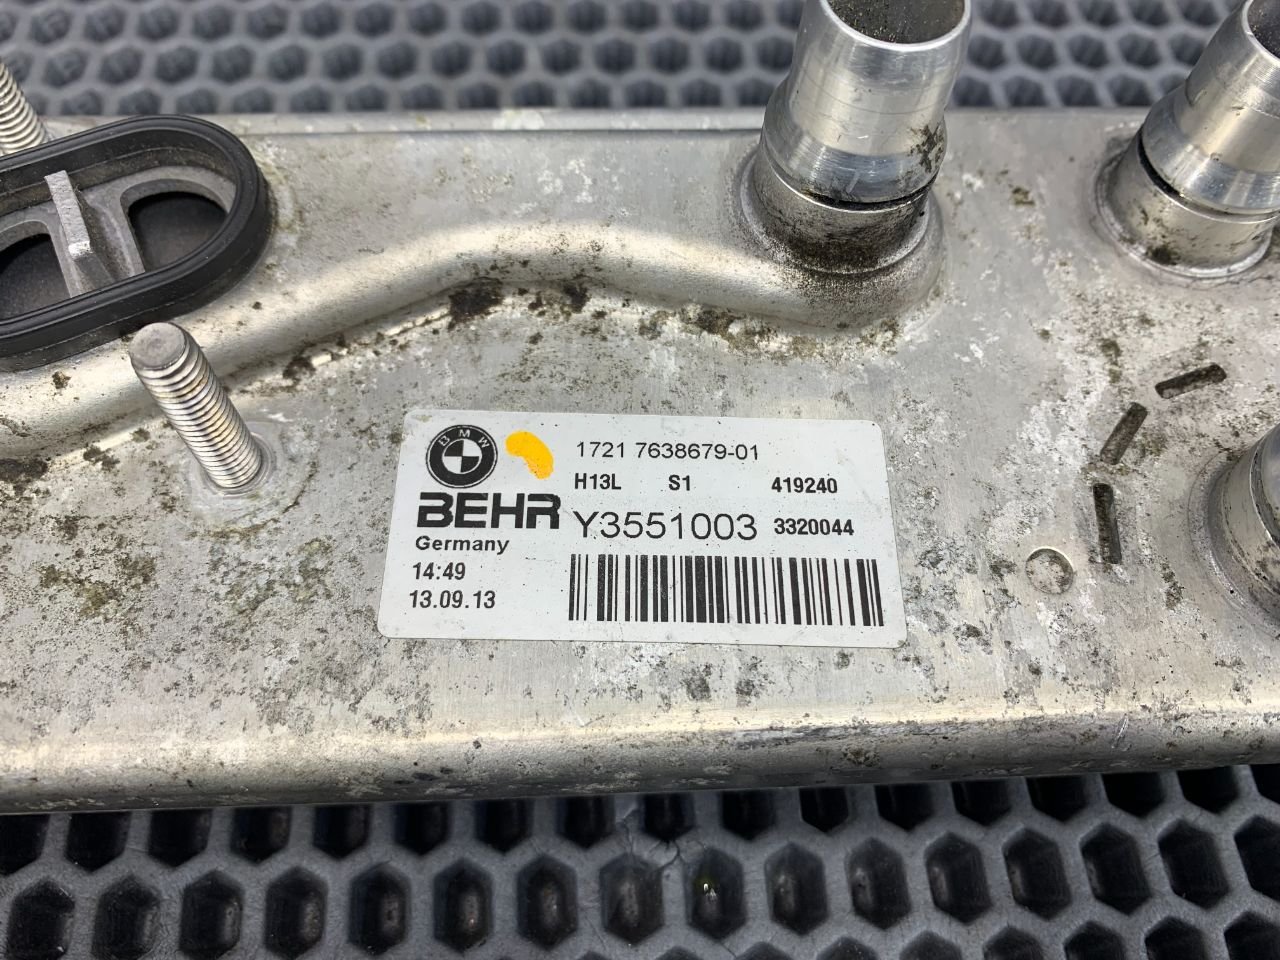 BMW
1721 7638679-01
H13L S1 419240
BEHR
Y3551003 3320044
Germany
14:49
13.09.13